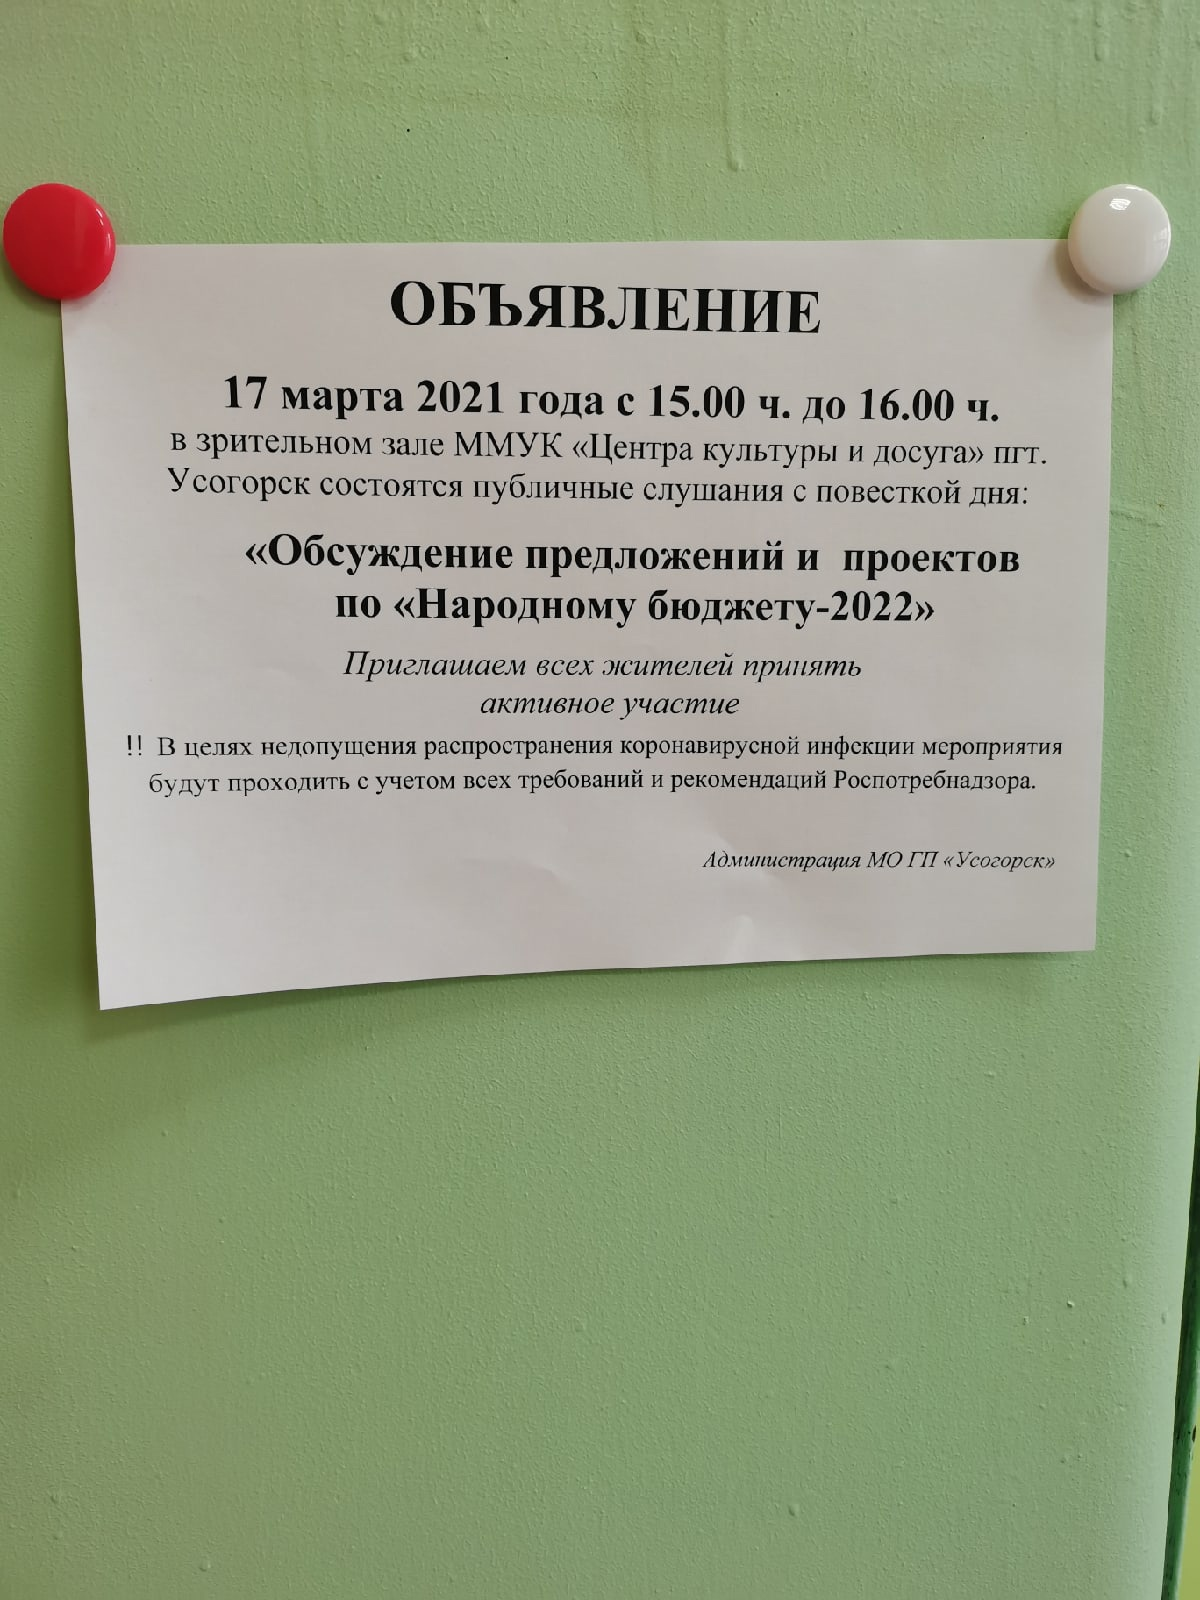 ОБЪЯВЛЕНИЕ
17 марта 2021 года с 15.00 ч. до 16.00 ч.
в зрительном зале ММУК «Центра культуры и досуга» пгт.
Усогорск состоятся публичные слушания с повесткой дня:
«Обсуждение предложений и проектов
по «Народному бюджету-2022»
Приглашаем всех жителей принять
активное участие
!! В целях недопущения распространения коронавирусной инфекции мероприятия
будут проходить с учетом всех требований и рекомендаций Роспотребнадзора.
Администрация МО ГП «Усогорск»